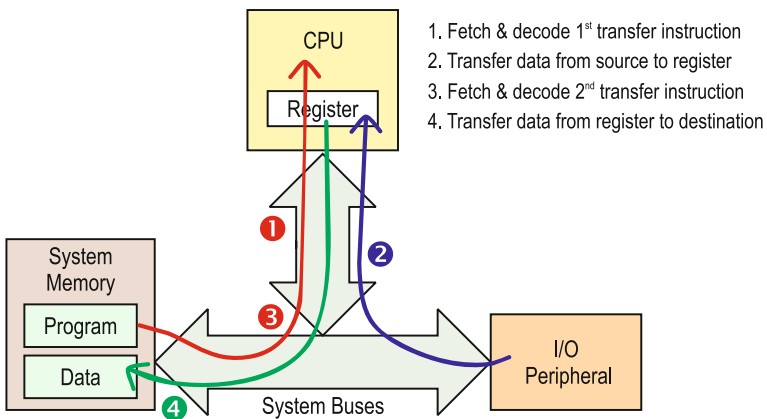 CPU
Register
1. Fetch & decode 1st transfer instruction
2. Transfer data from source to register
3. Fetch & decode 2nd transfer instruction
4. Transfer data from register to destination
1
2
3
4
System
Memory
Program
Data
System Buses
I/O
Peripheral